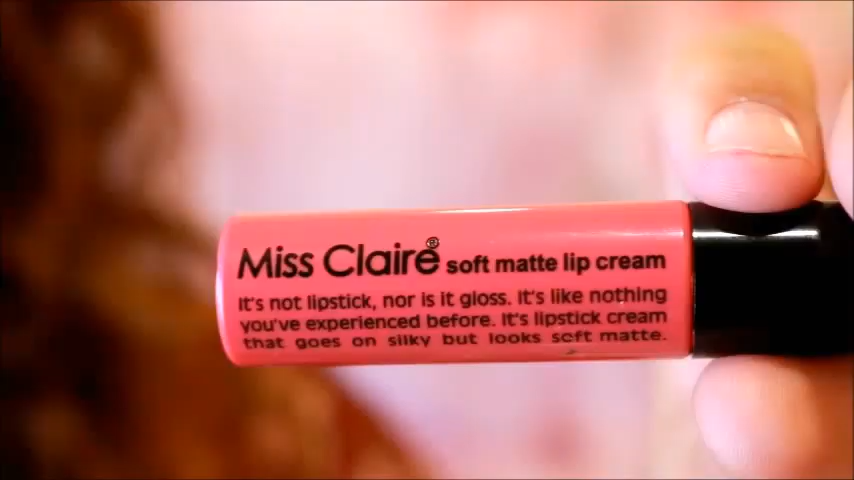 Miss Claire® soft matte lip cream
It's not lipstick, nor is it gloss. It's like nothing
you've experienced before. It's lipstick cream
that goes on silky but looks soft matte.